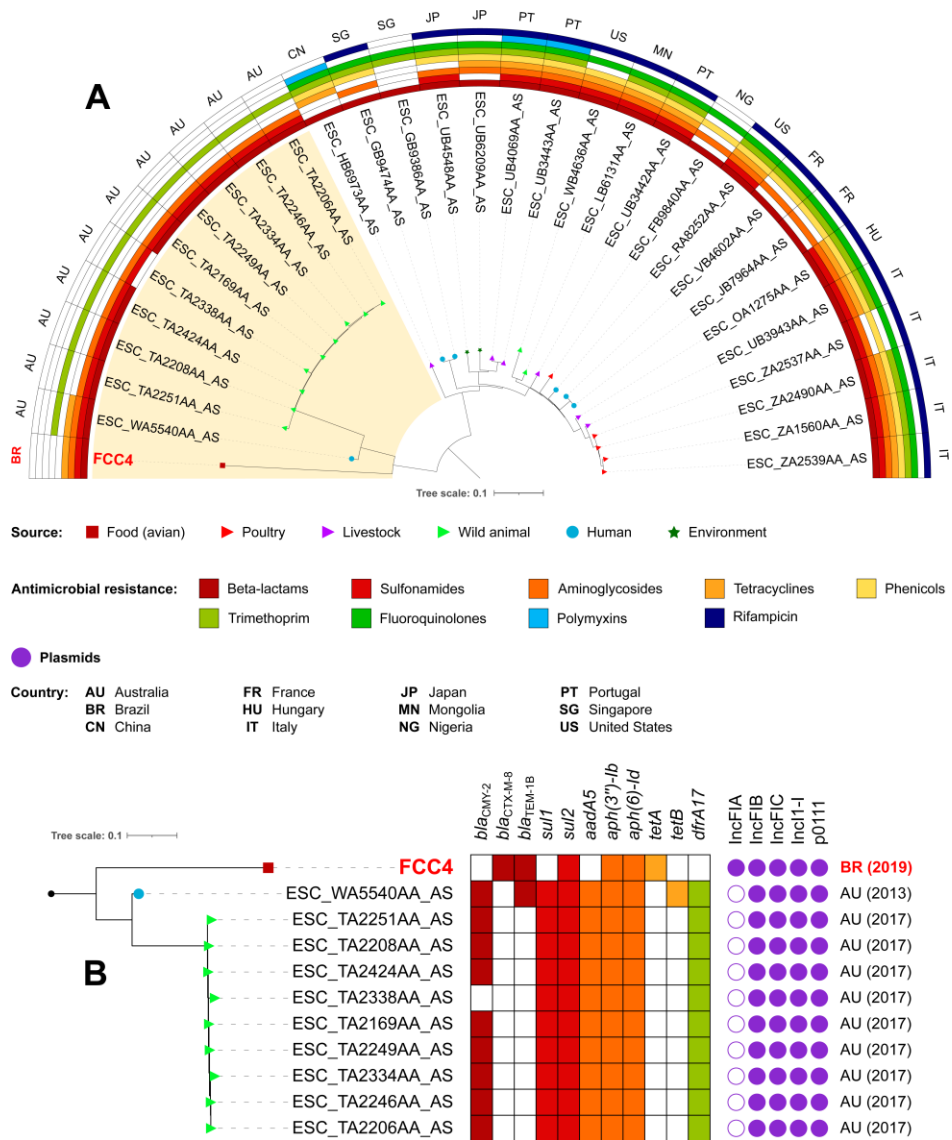 A
BR
AU
AU
AU
AU
AU
AU
AU
AU
AU
AU
CN
SG
SG
JP
JP
PT
PT
US
MN
PT
NG
US
FR
HU
IT
IT
IT
IT
FCC4
ESC_WA5540AA_AS
ESC_TA2251AA_AS
ESC_TA2208AA_AS
ESC_TA2424AA_AS
ESC_TA2338AA_AS
ESC_TA2169AA_AS
ESC_TA2249AA_AS
ESC_TA2334AA_AS
ESC_TA2246AA_AS
ESC_TA2206AA_AS
ESC_HB6973AA_AS
ESC_GB9474AA_AS
ESC_GB9386AA_AS
ESC_UB4548AA_AS
ESC_UB6209AA_AS
ESC_UB4069AA_AS
ESC_UB3443AA_AS
ESC_WB4636AA_AS
ESC_LB6131AA_AS
ESC_UB3442AA_AS
ESC_FB9840AA_AS
ESC_RA8252AA_AS
ESC_VB4602AA_AS
ESC_JB7964AA_AS
ESC_OA1275AA_AS
ESC_UB3943AA_AS
ESC_ZA2537AA_AS
ESC_ZA2490AA_AS
ESC_ZA1560AA_AS
ESC_ZA2539AA_AS
Tree scale: 0.1
Source: Food (avian) Poultry Livestock Wild animal Human Environment
Antimicrobial resistance: Beta-lactams Sulfonamides Aminoglycosides Tetracyclines Phenicols
Trimethoprim Fluoroquinolones Polymyxins Rifampicin
Plasmids
Country: AU Australia FR France JP Japan PT Portugal
BR Brazil HU Hungary MN Mongolia SG Singapore
CN China IT Italy NG Nigeria US United States
blaCMY-2 blaCTX-M-8 blaTEM-1B sul1 sul2 aadA5 aph(3'')-Ib aph(6)-Id tetA tetB dfrA17 IncFIA IncFIB IncFIC IncI1-I p0111
Tree scale: 0.1
FCC4 BR (2019)
ESC_WA5540AA_AS AU (2013)
ESC_TA2251AA_AS AU (2017)
ESC_TA2208AA_AS AU (2017)
B
ESC_TA2424AA_AS AU (2017)
ESC_TA2338AA_AS AU (2017)
ESC_TA2169AA_AS AU (2017)
ESC_TA2249AA_AS AU (2017)
ESC_TA2334AA_AS AU (2017)
ESC_TA2246AA_AS AU (2017)
ESC_TA2206AA_AS AU (2017)